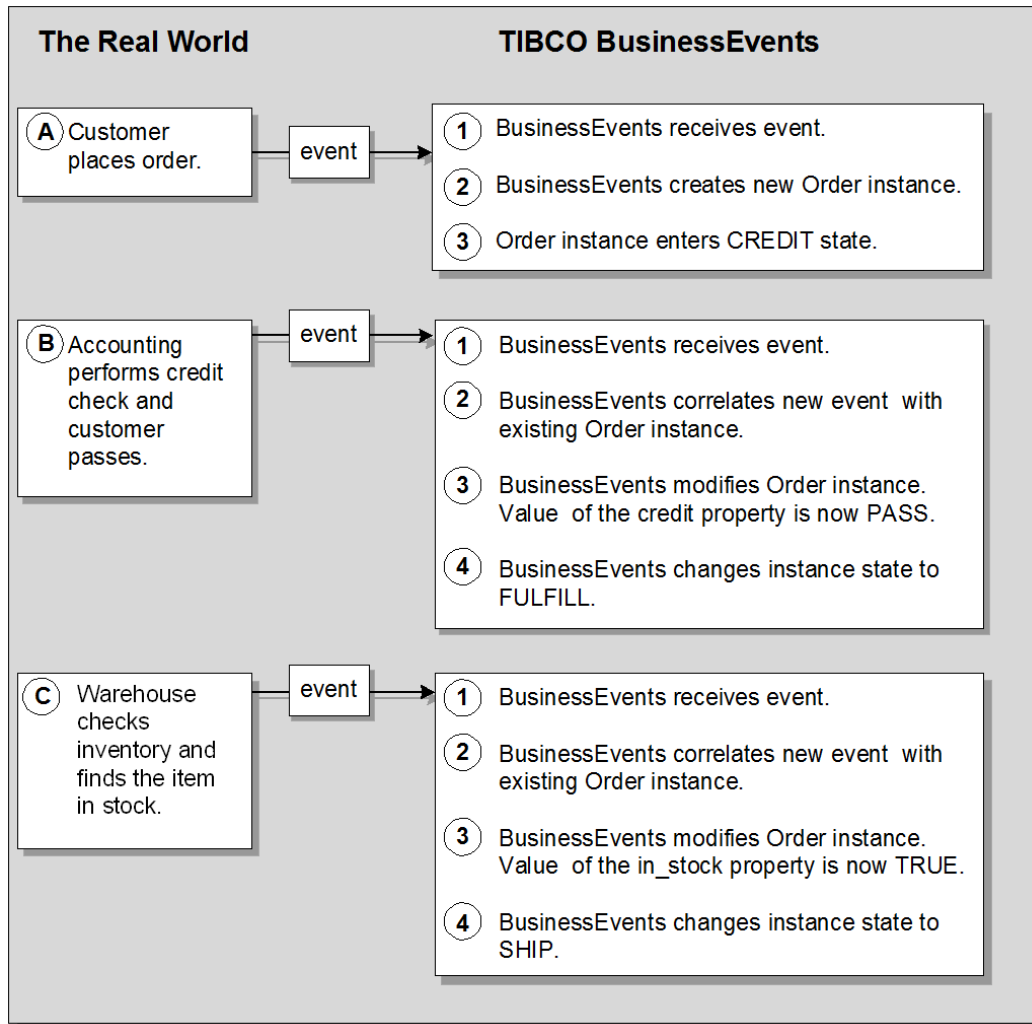 The Real World
TIBCO BusinessEvents
A Customer
places order.
event
1 BusinessEvents receives event.
2 BusinessEvents creates new Order instance.
3 Order instance enters CREDIT state.
B Accounting
performs credit
check and
customer
passes.
event
1 BusinessEvents receives event.
2 BusinessEvents correlates new event with
existing Order instance.
3 BusinessEvents modifies Order instance.
Value of the credit property is now PASS.
4 BusinessEvents changes instance state to
FULFILL.
C Warehouse
checks
inventory and
finds the item
in stock.
event
1 BusinessEvents receives event.
2 BusinessEvents correlates new event with
existing Order instance.
3 BusinessEvents modifies Order instance.
Value of the in_stock property is now TRUE.
4 BusinessEvents changes instance state to
SHIP.